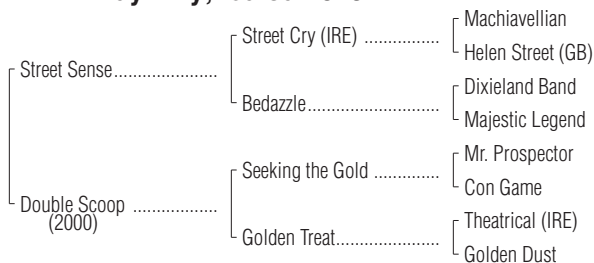 Machiavellian
Street Cry (IRE) ................
Helen Street (GB)
Street Sense......................
Dixieland Band
Bedazzle............................
Majestic Legend
Mr. Prospector
Seeking the Gold .................
Con Game
Double Scoop ..................
(2000)
Theatrical (IRE)
Golden Treat......................
Golden Dust